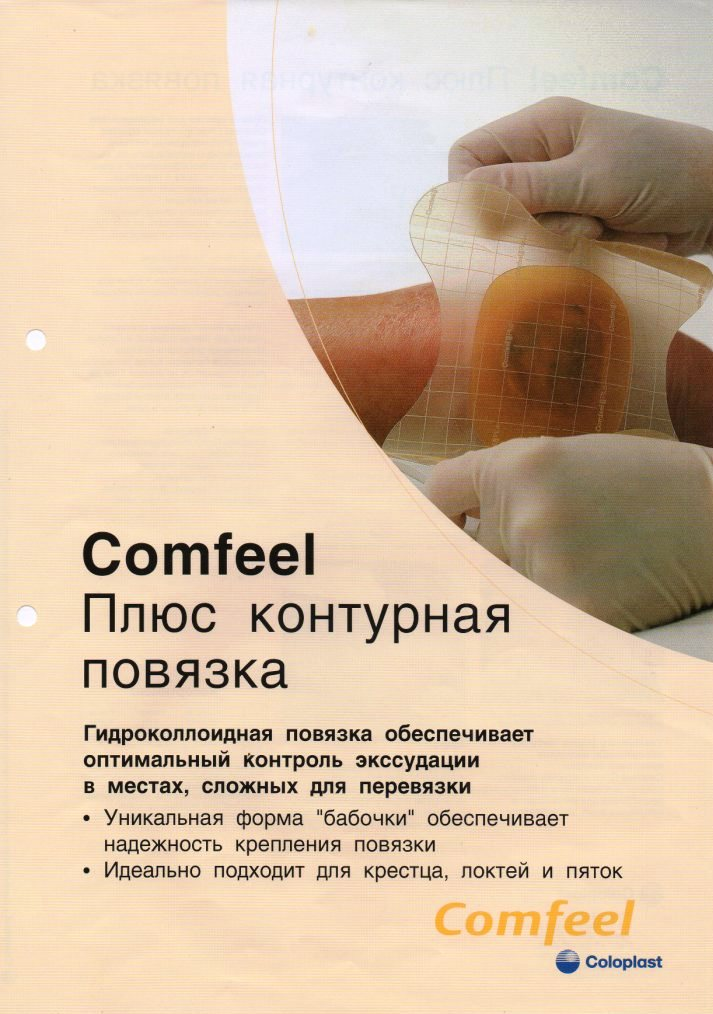 Comfeel
Плюс контурная
повязка
Гидроколлоидная повязка обеспечивает
оптимальный контроль экссудации
в местах, сложных для перевязки
• Уникальная форма "бабочки" обеспечивает
надежность крепления повязки
• Идеально подходит для крестца, локтей и пяток
Comfeel
Coloplast